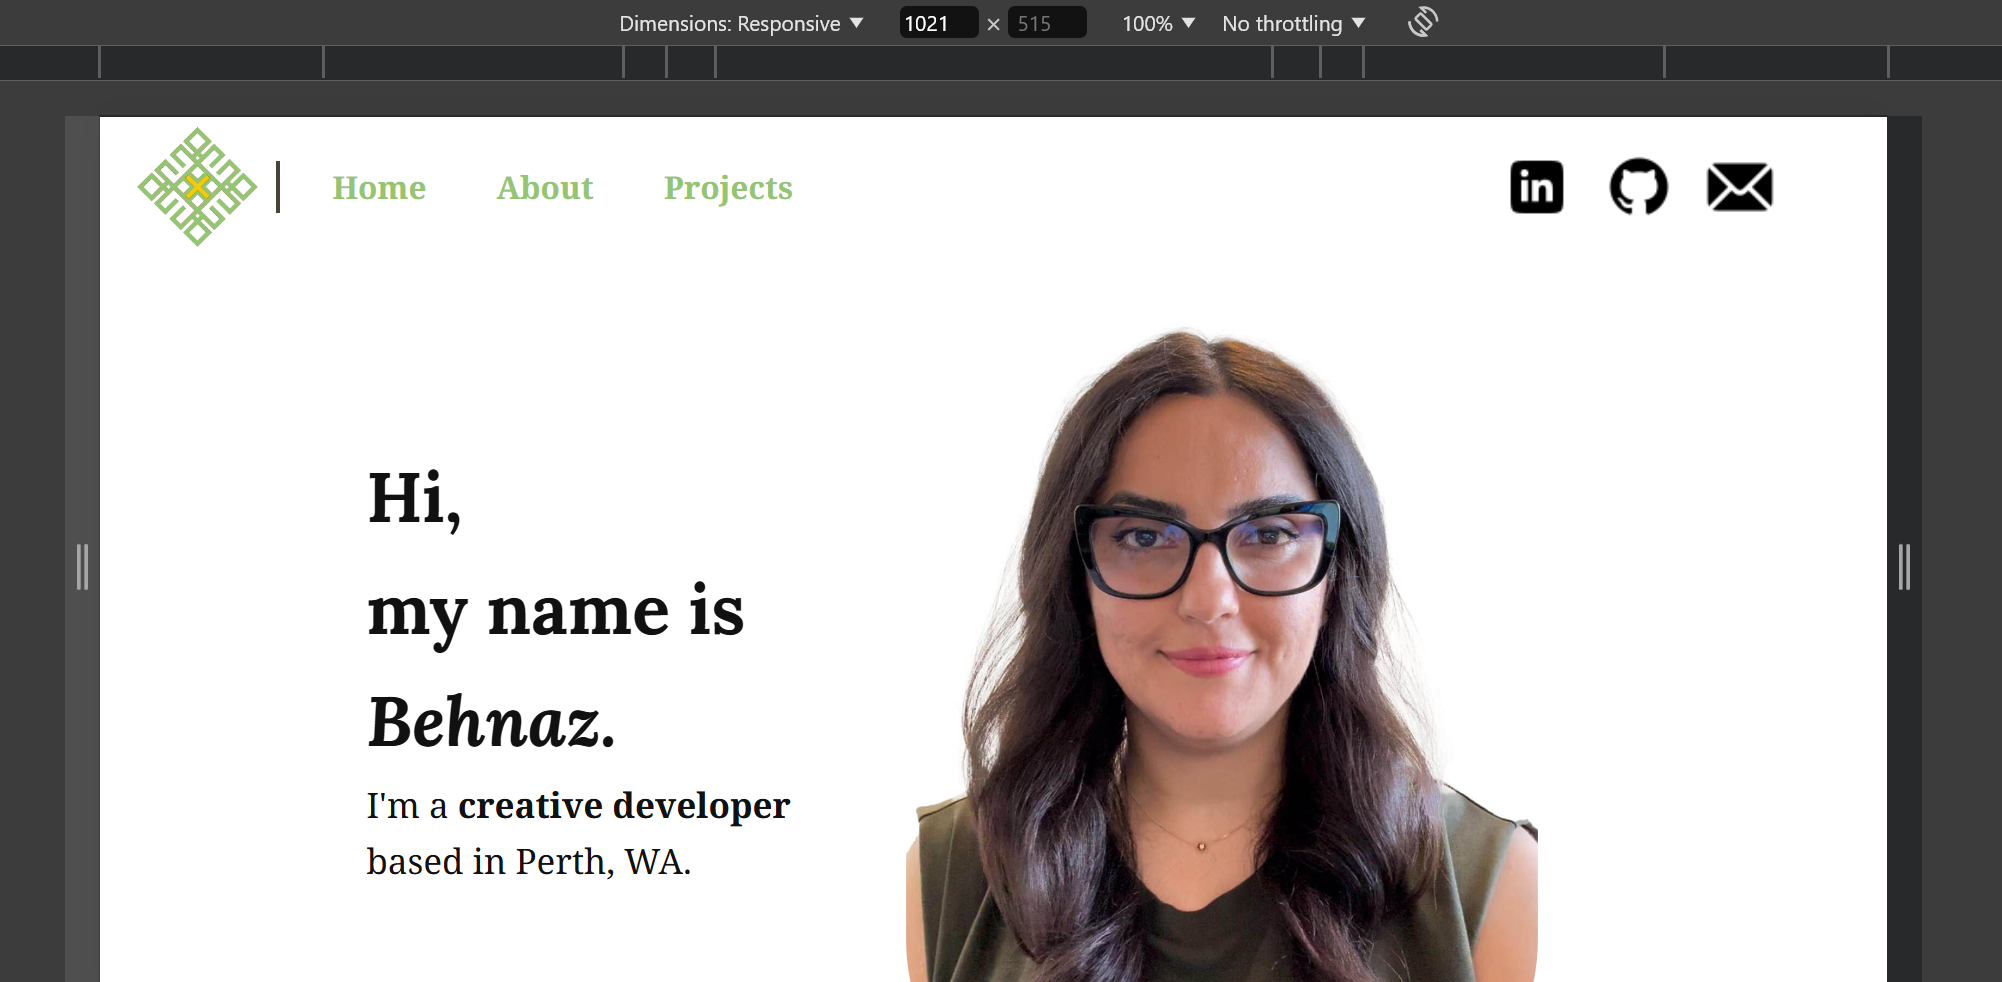 Dimensions: Responsive ▼ 1021 × 515 100% ▼ No throttling ▼
Home About Projects
in
Hi,
my name is
Behnaz.
I'm a creative developer
based in Perth, WA.